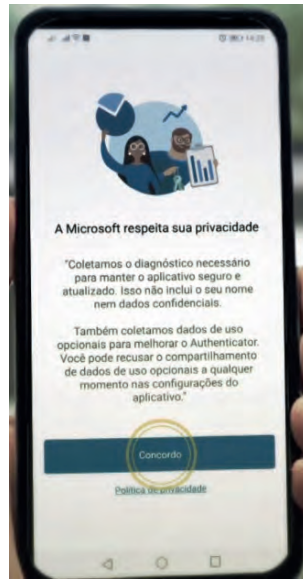 14:28
A Microsoft respeita sua privacidade
"Coletamos o diagnóstico necessário
para manter o aplicativo seguro e
atualizado. Isso não inclui o seu nome
nem dados confidenciais.
Também coletamos dados de uso
opcionais para melhorar o Authenticator.
Você pode recusar o compartilhamento
de dados de uso opcionais a qualquer
momento nas configurações do
aplicativo."
Concordo
Política de privacidade